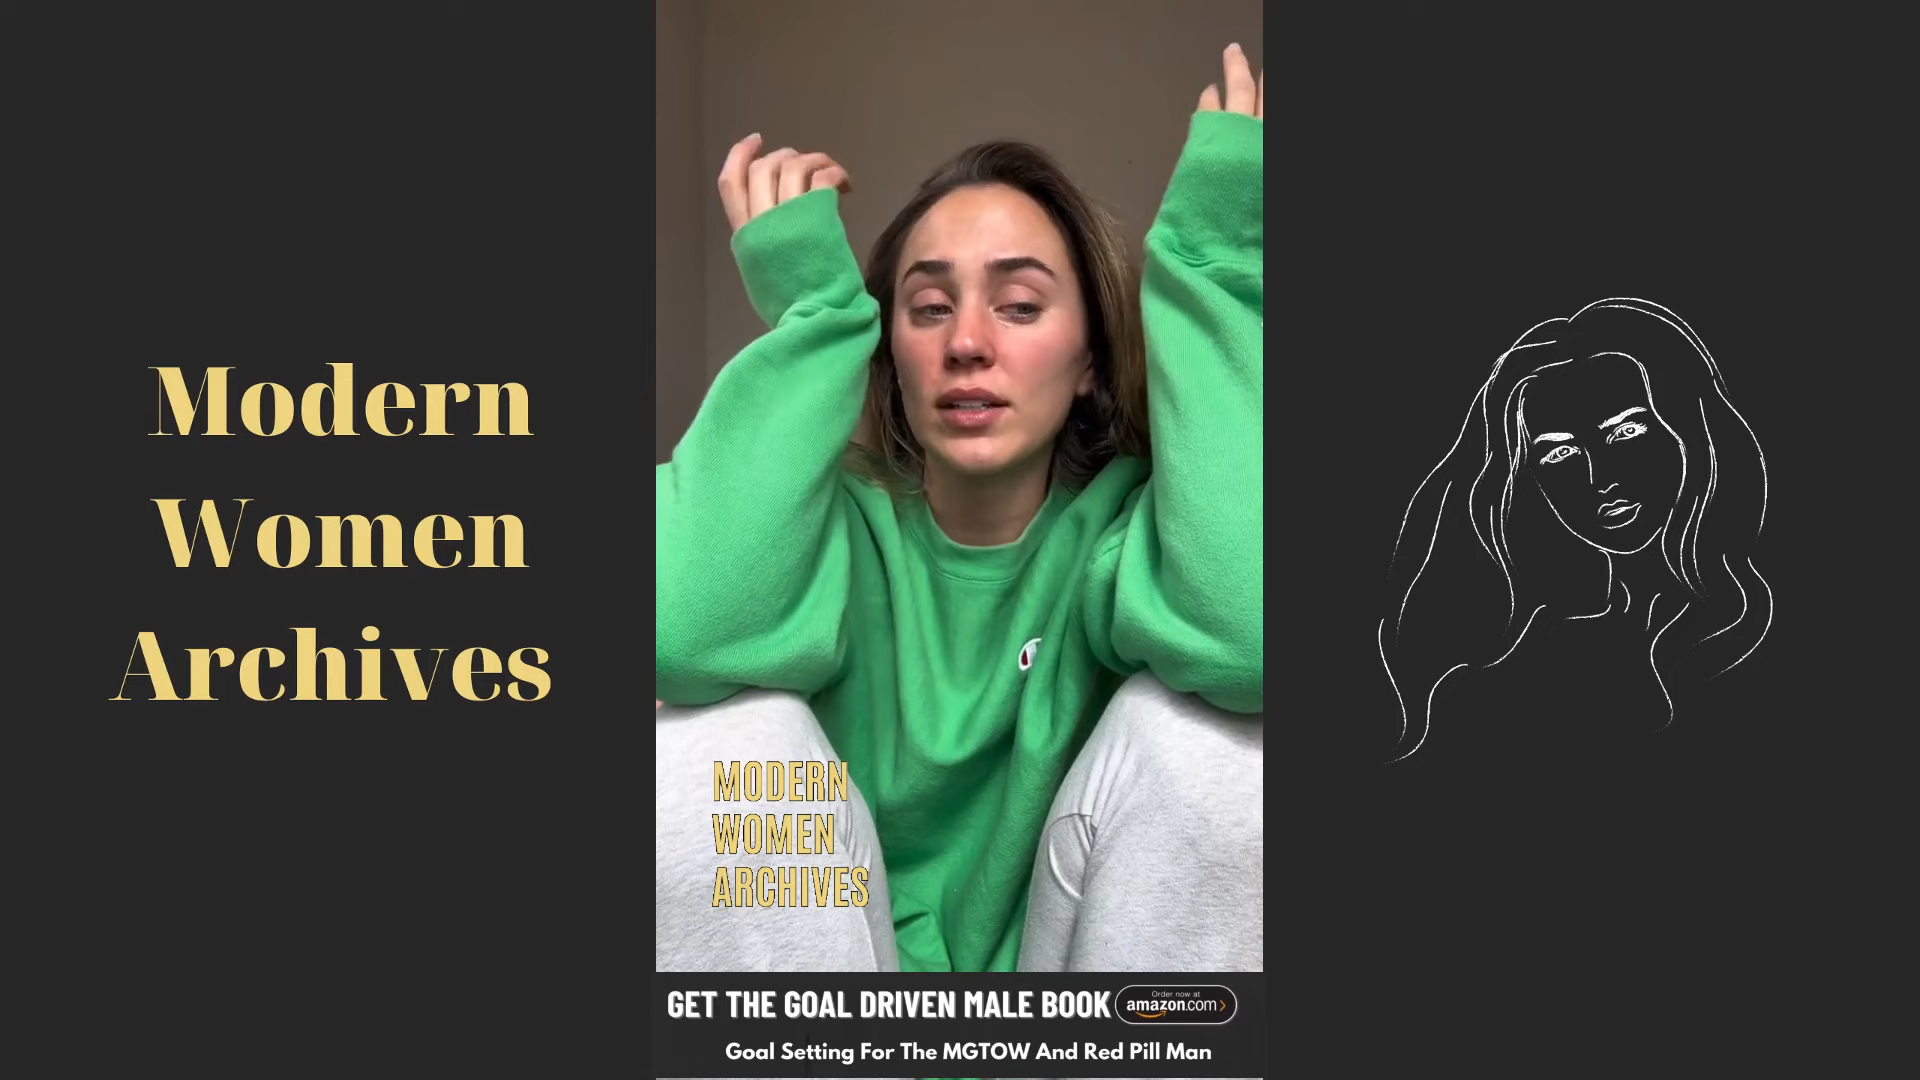 Modern
Women
Archives
MODERN
WOMEN
ARCHIVES
GET THE GOAL DRIVEN MALE BOOK
Order now at
amazon.com
Goal Setting For The MGTOW And Red Pill Man